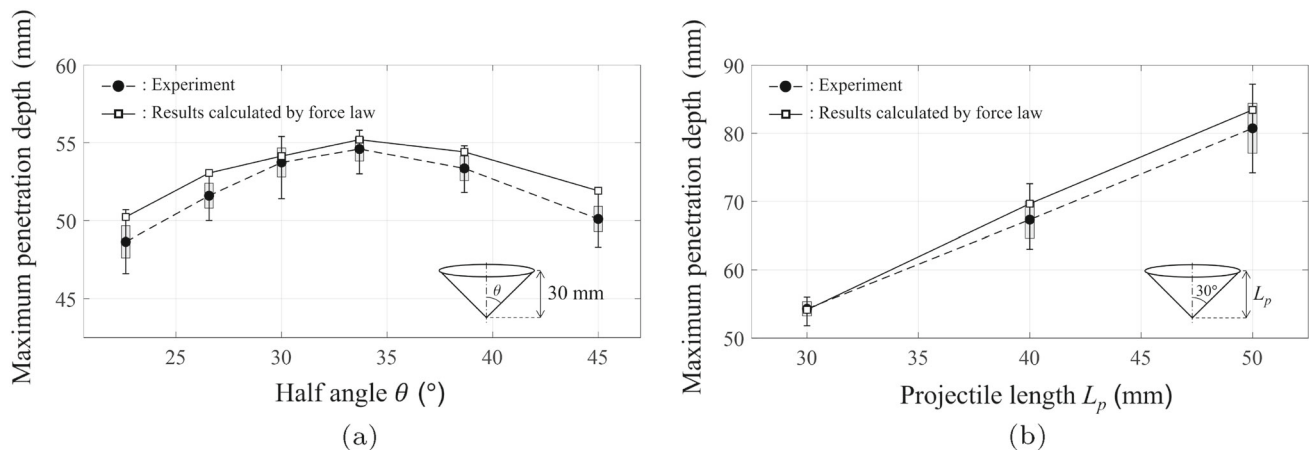 Maximum penetration depth (mm)
60
55
50
45
: Experiment
: Results calculated by force law
θ
30 mm
25
30
35
40
45
Half angle θ (°)
(a)
Maximum penetration depth (mm)
90
80
70
60
50
: Experiment
: Results calculated by force law
30°
Lₚ
30
35
40
45
50
Projectile length Lₚ (mm)
(b)